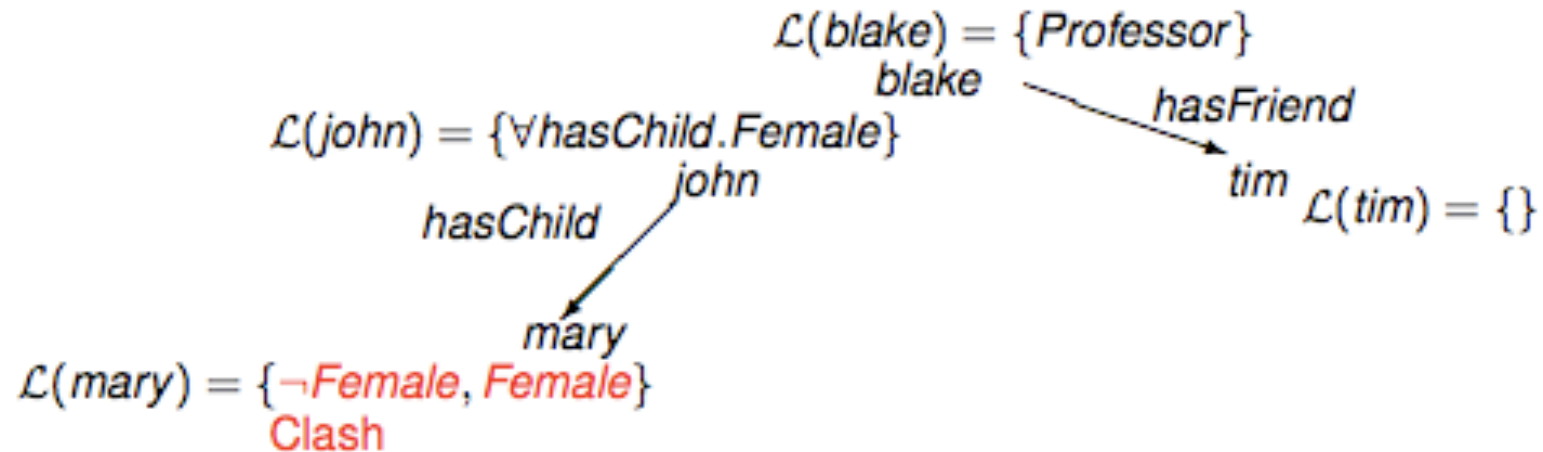 ℒ(blake) = {Professor}
blake
hasFriend
ℒ(john) = {∀hasChild.Female}
john
tim
ℒ(tim) = {}
hasChild
mary
ℒ(mary) = {¬Female, Female}
Clash